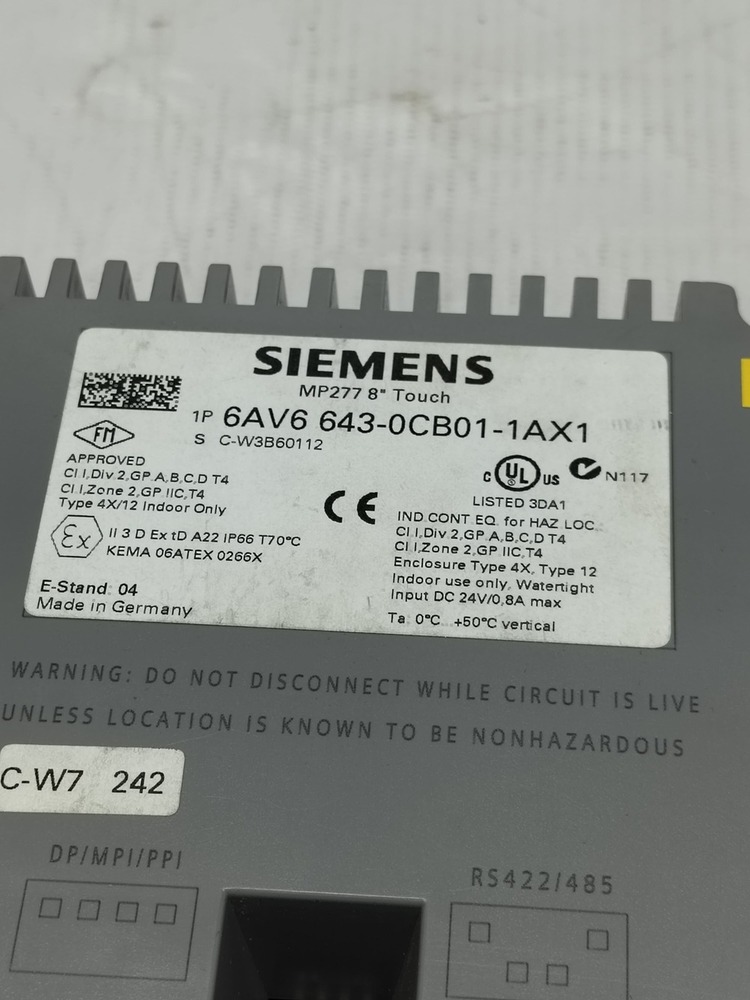 SIEMENS
MP277 8" Touch
1P 6AV6 643-0CB01-1AX1
S C-W3B60112
FM
APPROVED
Cl I,Div 2,GP A,B,C,D T4
Cl I,Zone 2,GP IIC,T4
Type 4X/12 Indoor Only
Ex II 3 D Ex tD A22 IP66 T70°C
KEMA 06ATEX 0266X
E-Stand: 04
Made in Germany
CE
C UL US N117
LISTED 3DA1
IND.CONT.EQ. for HAZ LOC.
Cl I,Div 2,GP A,B,C,D T4
Cl I,Zone 2,GP IIC,T4
Enclosure Type 4X, Type 12
Indoor use only, Watertight
Input DC 24V/0,8A max
Ta: 0°C...+50°C vertical
WARNING: DO NOT DISCONNECT WHILE CIRCUIT IS LIVE
UNLESS LOCATION IS KNOWN TO BE NONHAZARDOUS
C-W7 242
DP/MPI/PPI
RS422/485